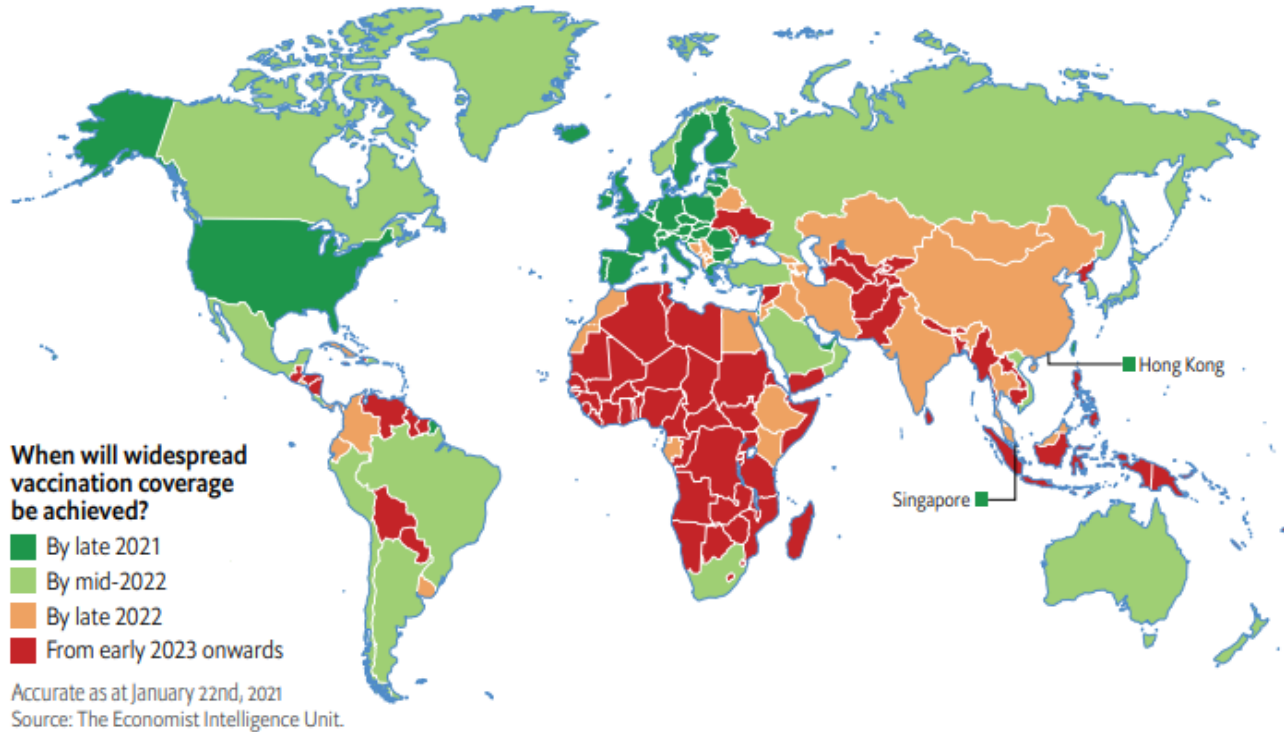 Hong Kong
Singapore
When will widespread
vaccination coverage
be achieved?
By late 2021
By mid-2022
By late 2022
From early 2023 onwards
Accurate as at January 22nd, 2021
Source: The Economist Intelligence Unit.